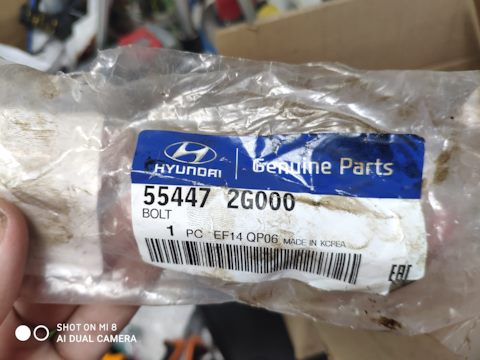 HYUNDAI Genuine Parts
55447 2G000
BOLT
1 PC EF14 QP06 MADE IN KOREA
EAC
SHOT ON MI 8
AI DUAL CAMERA